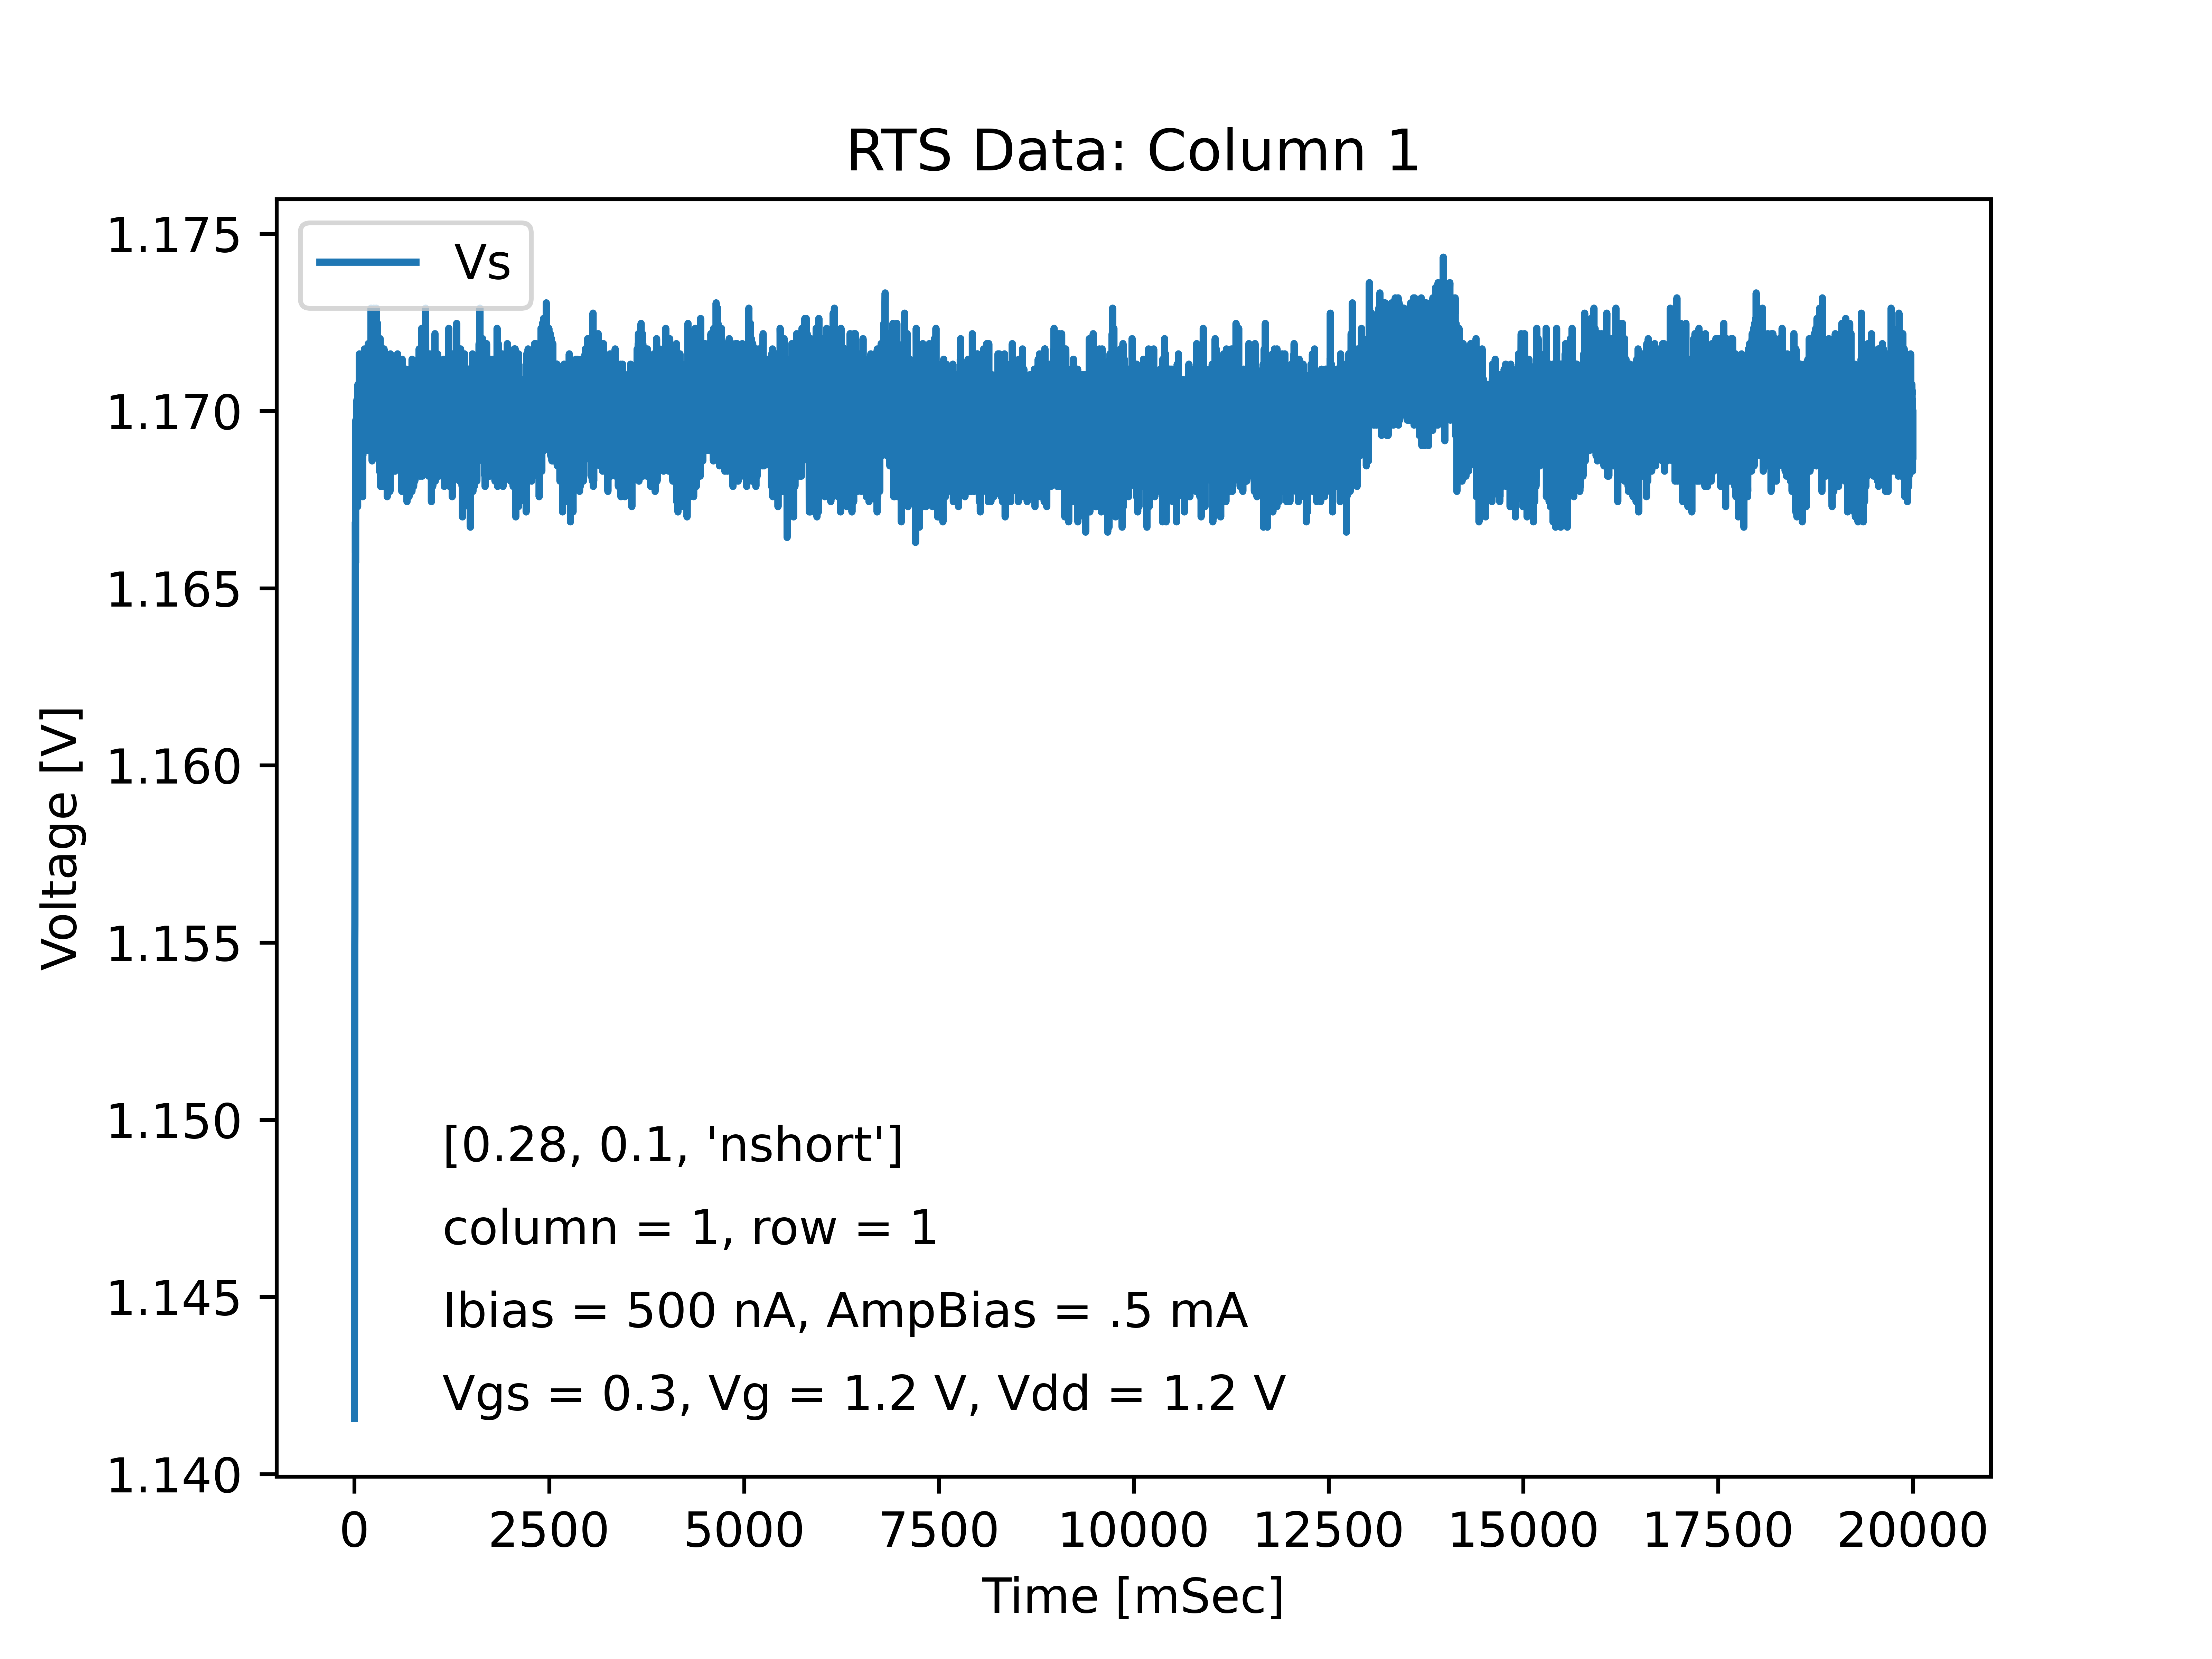 RTS Data: Column 1
Vs
1.175
1.170
1.165
1.160
1.155
1.150
1.145
1.140
Voltage [V]
[0.28, 0.1, 'nshort']
column = 1, row = 1
Ibias = 500 nA, AmpBias = .5 mA
Vgs = 0.3, Vg = 1.2 V, Vdd = 1.2 V
0 2500 5000 7500 10000 12500 15000 17500 20000
Time [mSec]